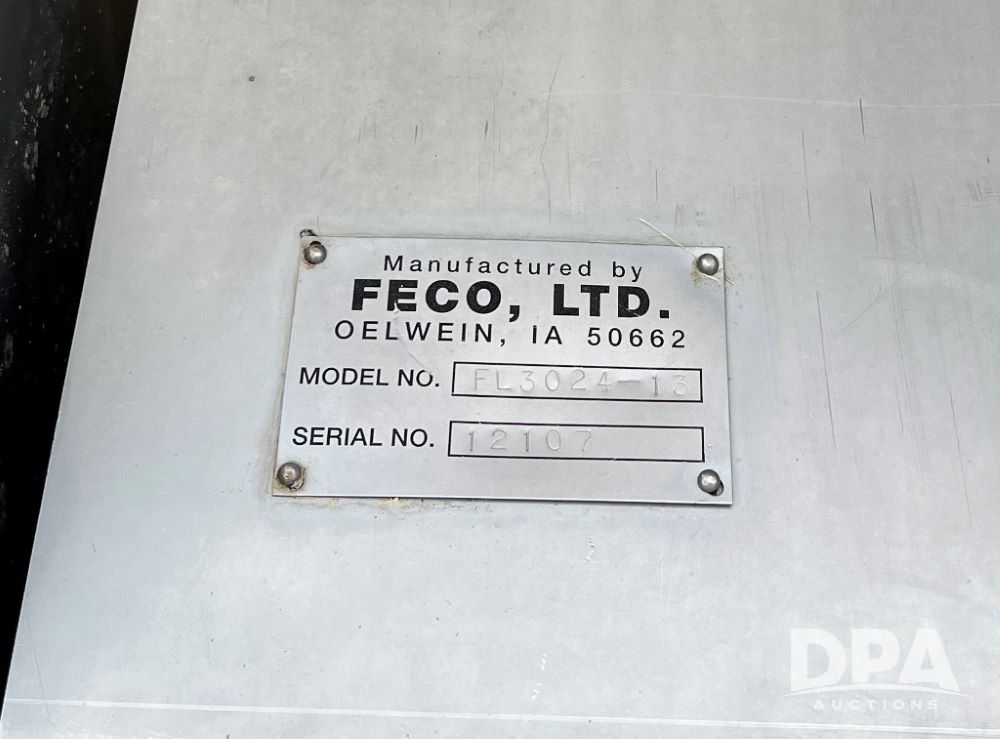 Manufactured by
FECO, LTD.
OELWEIN, IA 50662
MODEL NO. FL3024-13
SERIAL NO. 12107
DPA
AUCTIONS